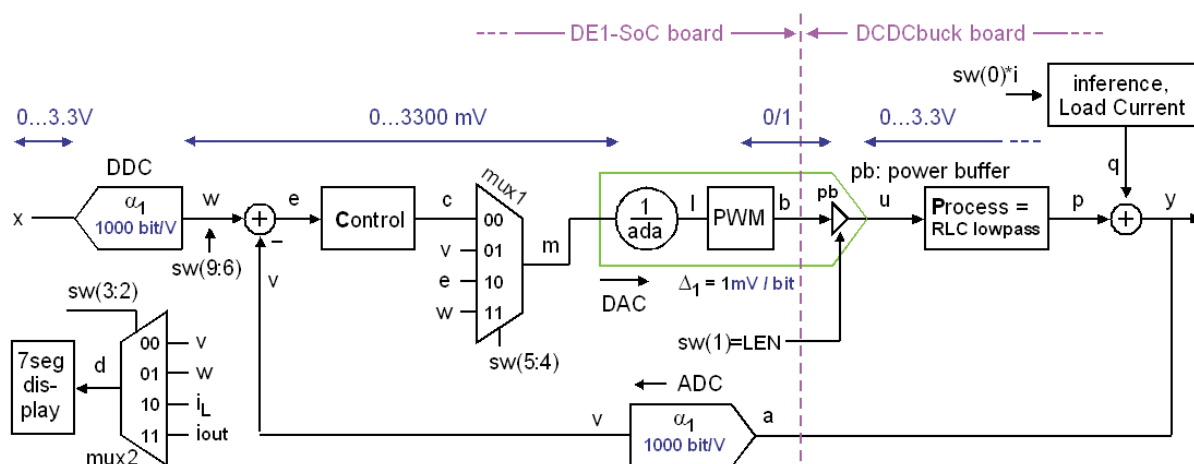 DE1-SoC board
DCDCbuck board
sw(0)*i
inference,
Load Current
0...3.3V
0...3300 mV
0/1
0...3.3V
DDC
mux1
pb: power buffer
q
x
α1
1000 bit/V
w
+
e
Control
c
00
v
01
e
10
w
11
m
1
ada
l
PWM
b
pb
u
Process =
RLC lowpass
p
+
y
−
sw(9:6)
v
DAC
Δ1 = 1mV / bit
sw(3:2)
sw(5:4)
sw(1)=LEN
7seg
dis-
play
d
00
v
01
w
10
iL
11
iout
mux2
ADC
v
α1
1000 bit/V
a